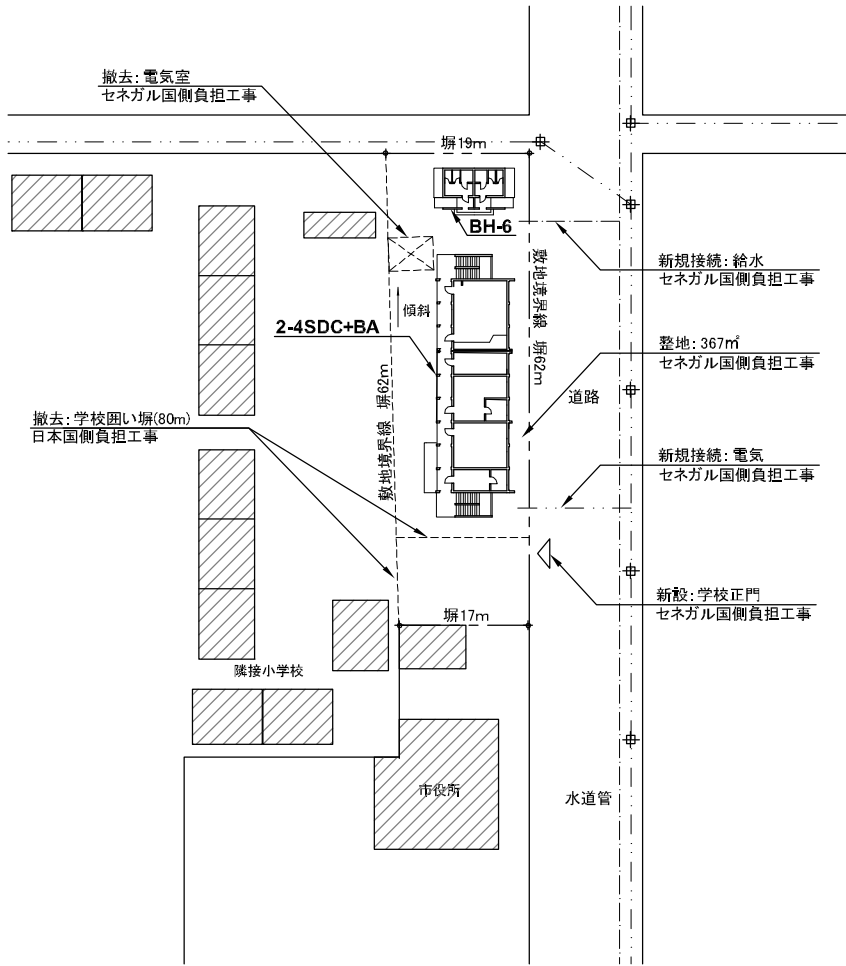 撤去：電気室
セネガル国側負担工事
塀19m
BH-6
敷地境界線 塀62m
新規接続：給水
セネガル国側負担工事
傾斜
2-4SDC+BA
整地：367㎡
セネガル国側負担工事
敷地境界線 塀62m
道路
撤去：学校囲い塀(80m)
日本国側負担工事
新規接続：電気
セネガル国側負担工事
新設：学校正門
セネガル国側負担工事
塀17m
隣接小学校
市役所
水道管